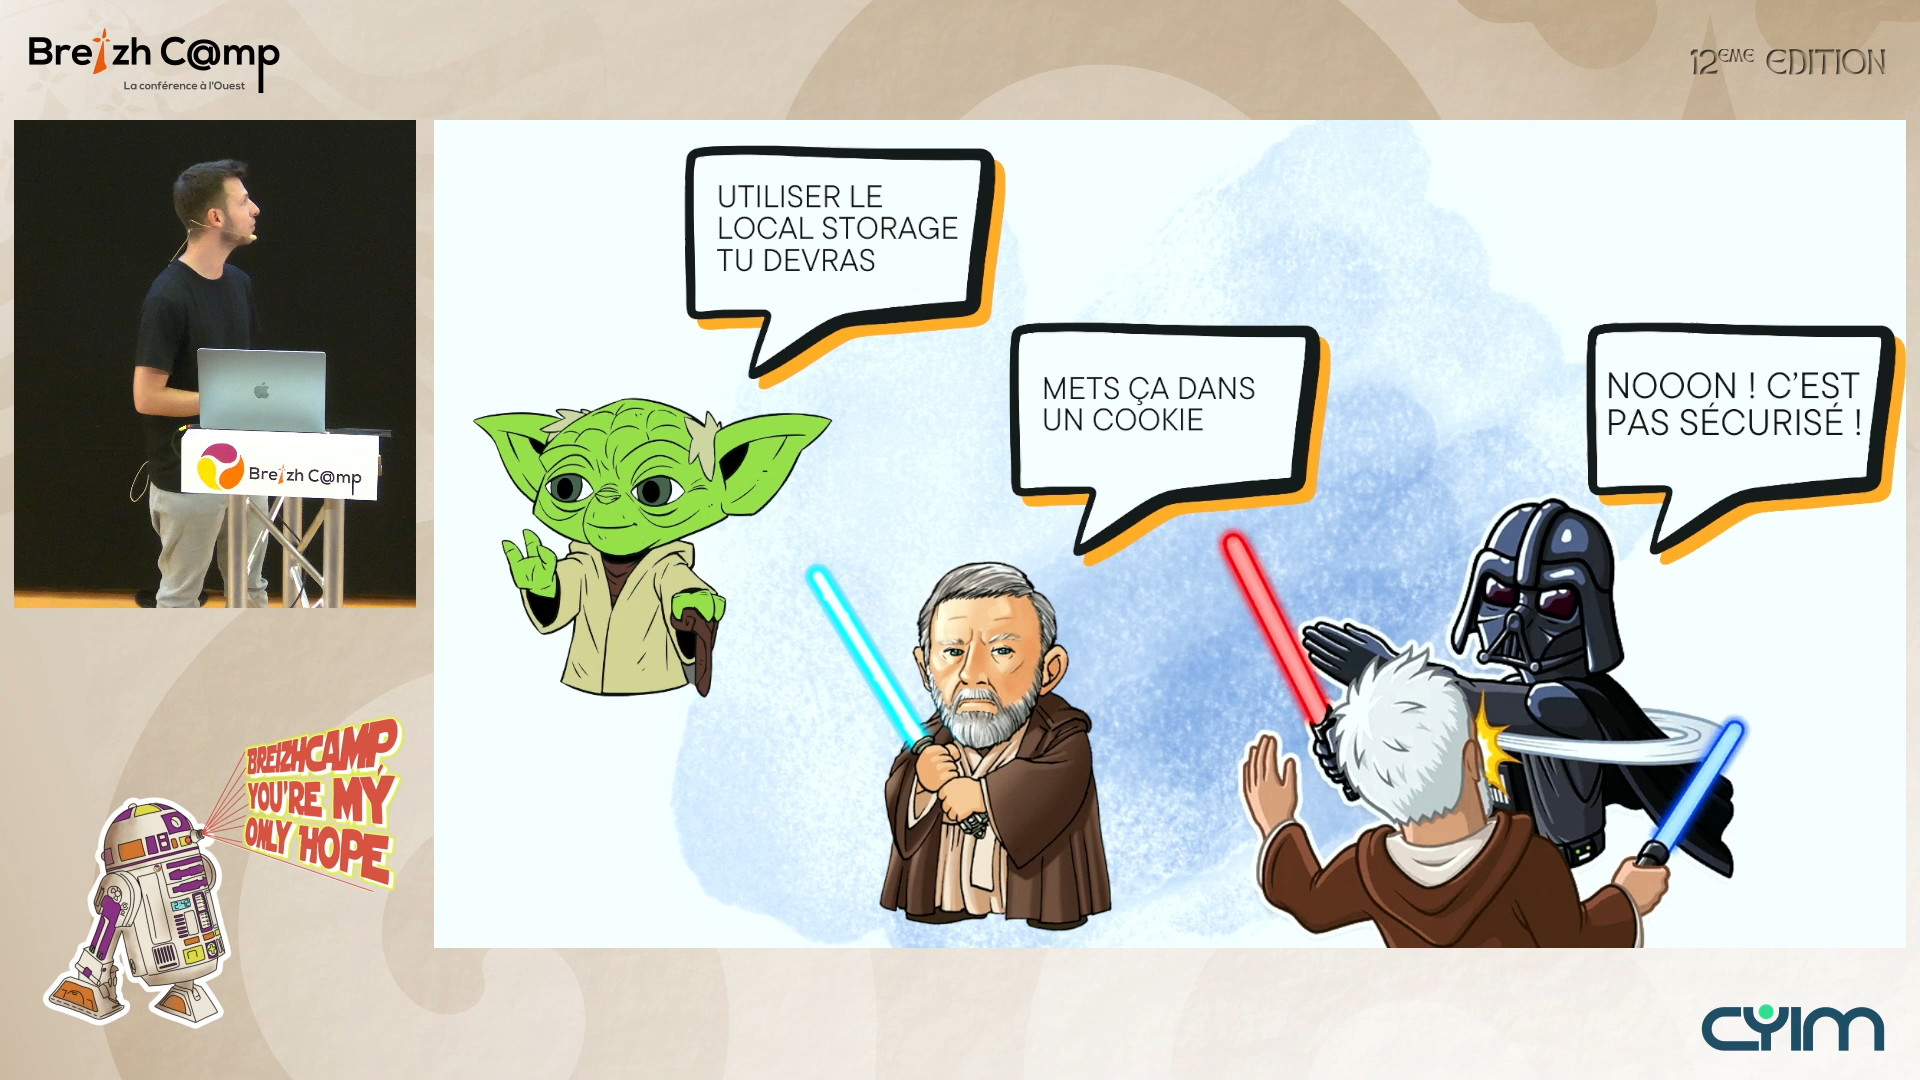 Breizh C@mp
La conférence à l'Ouest
12ÈME EDITION
UTILISER LE
LOCAL STORAGE
TU DEVRAS
METS ÇA DANS
UN COOKIE
NOOON ! C'EST
PAS SÉCURISÉ !
Breizh C@mp
BREIZHCAMP,
YOU'RE MY
ONLY HOPE
CYIM